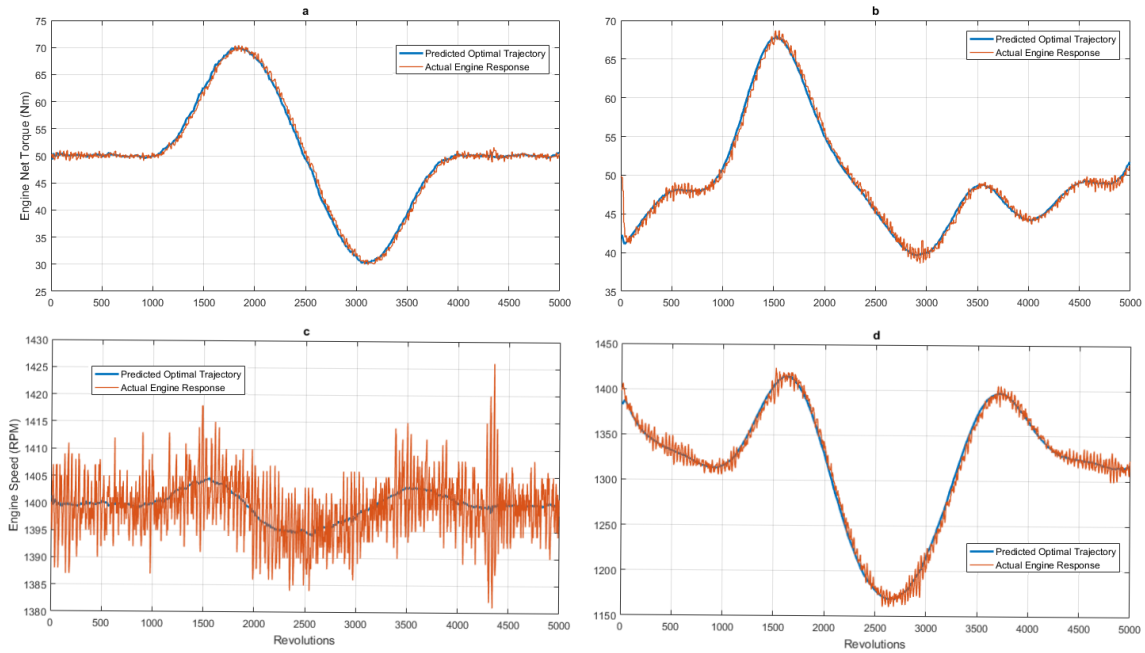 a
75
70
65
60
55
50
45
40
35
30
25
Engine Net Torque (Nm)
Predicted Optimal Trajectory
Actual Engine Response
0 500 1000 1500 2000 2500 3000 3500 4000 4500 5000
b
70
65
60
55
50
45
40
35
Predicted Optimal Trajectory
Actual Engine Response
0 500 1000 1500 2000 2500 3000 3500 4000 4500 5000
c
1430
1425
1420
1415
1410
1405
1400
1395
1390
1385
1380
Engine Speed (RPM)
Predicted Optimal Trajectory
Actual Engine Response
0 500 1000 1500 2000 2500 3000 3500 4000 4500 5000
Revolutions
d
1450
1400
1350
1300
1250
1200
1150
Predicted Optimal Trajectory
Actual Engine Response
0 500 1000 1500 2000 2500 3000 3500 4000 4500 5000
Revolutions